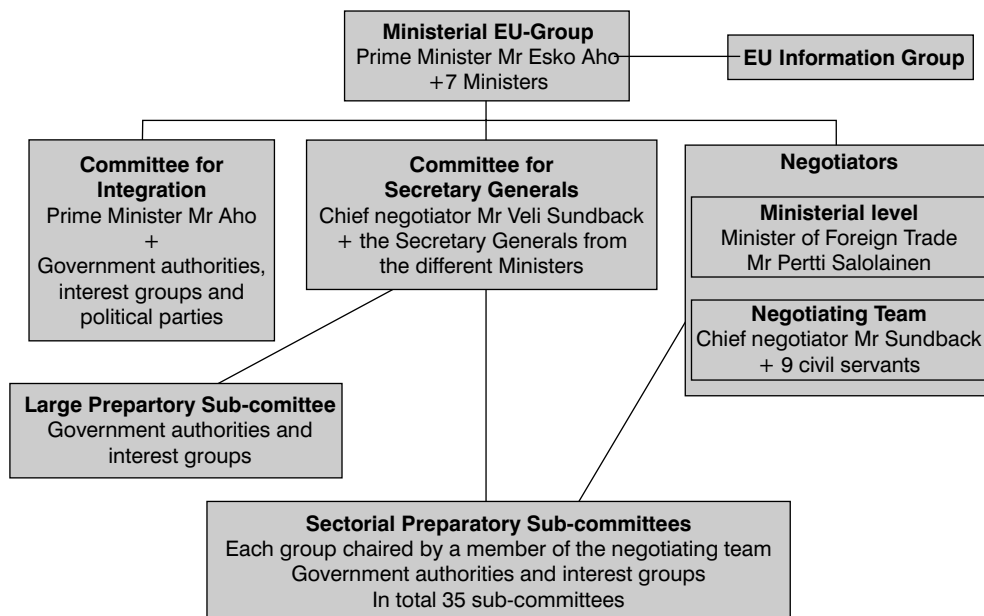 Ministerial EU-Group
Prime Minister Mr Esko Aho
+7 Ministers
EU Information Group
Committee for
Integration
Prime Minister Mr Aho
+
Government authorities,
interest groups and
political parties
Committee for
Secretary Generals
Chief negotiator Mr Veli Sundback
+ the Secretary Generals from
the different Ministers
Negotiators
Ministerial level
Minister of Foreign Trade
Mr Pertti Salolainen
Negotiating Team
Chief negotiator Mr Sundback
+ 9 civil servants
Large Prepartory Sub-comittee
Government authorities and
interest groups
Sectorial Preparatory Sub-committees
Each group chaired by a member of the negotiating team
Government authorities and interest groups
In total 35 sub-committees